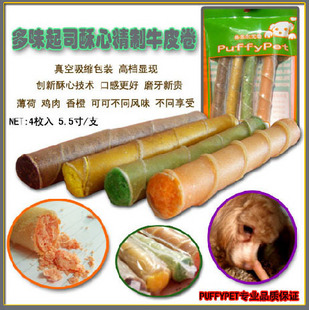 多味起司酥心精制牛皮卷
真空吸缩包装 高档显现
创新酥心技术 口感更好 磨牙新贵
薄荷 鸡肉 香橙 可可不同风味 不同享受
NET:4枚入 5.5寸/支
PuffyPet
PUFFYPET专业品质保证